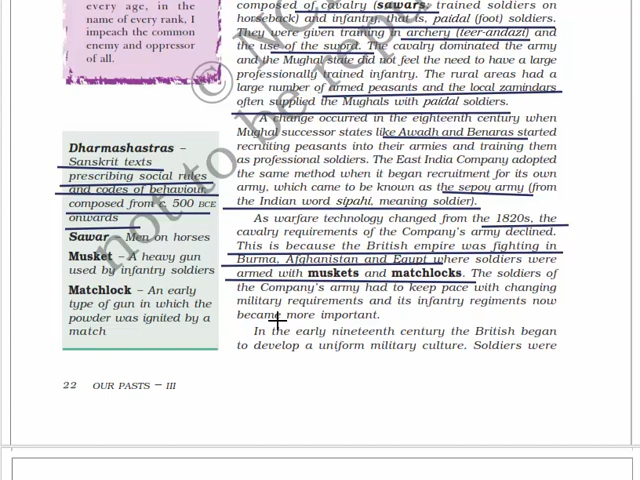 every age, in the
name of every rank, I
impeach the common
enemy and oppressor
of all.
Dharmashastras –
Sanskrit texts
prescribing social rules
and codes of behaviour,
composed from c. 500 BCE
onwards
Sawar – Men on horses
Musket – A heavy gun
used by infantry soldiers
Matchlock – An early
type of gun in which the
powder was ignited by a
match
composed of cavalry (sawars: trained soldiers on
horseback) and infantry, that is, paidal (foot) soldiers.
They were given training in archery (teer-andazi) and
the use of the sword. The cavalry dominated the army
and the Mughal state did not feel the need to have a large
professionally trained infantry. The rural areas had a
large number of armed peasants and the local zamindars
often supplied the Mughals with paidal soldiers.
A change occurred in the eighteenth century when
Mughal successor states like Awadh and Benaras started
recruiting peasants into their armies and training them
as professional soldiers. The East India Company adopted
the same method when it began recruitment for its own
army, which came to be known as the sepoy army (from
the Indian word sipahi, meaning soldier).
As warfare technology changed from the 1820s, the
cavalry requirements of the Company's army declined.
This is because the British empire was fighting in
Burma, Afghanistan and Egypt where soldiers were
armed with muskets and matchlocks. The soldiers of
the Company's army had to keep pace with changing
military requirements and its infantry regiments now
became more important.
In the early nineteenth century the British began
to develop a uniform military culture. Soldiers were
22 OUR PASTS – III
© NC
not to be repu